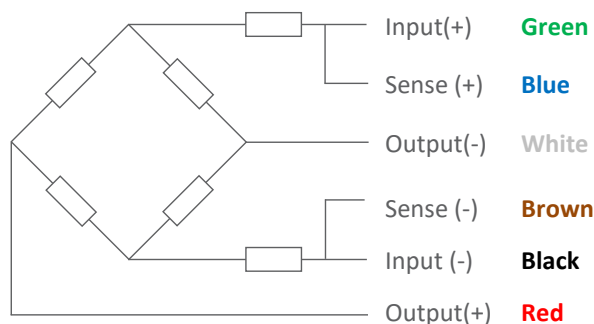 Input(+) Green
Sense (+) Blue
Output(-) White
Sense (-) Brown
Input (-) Black
Output(+) Red